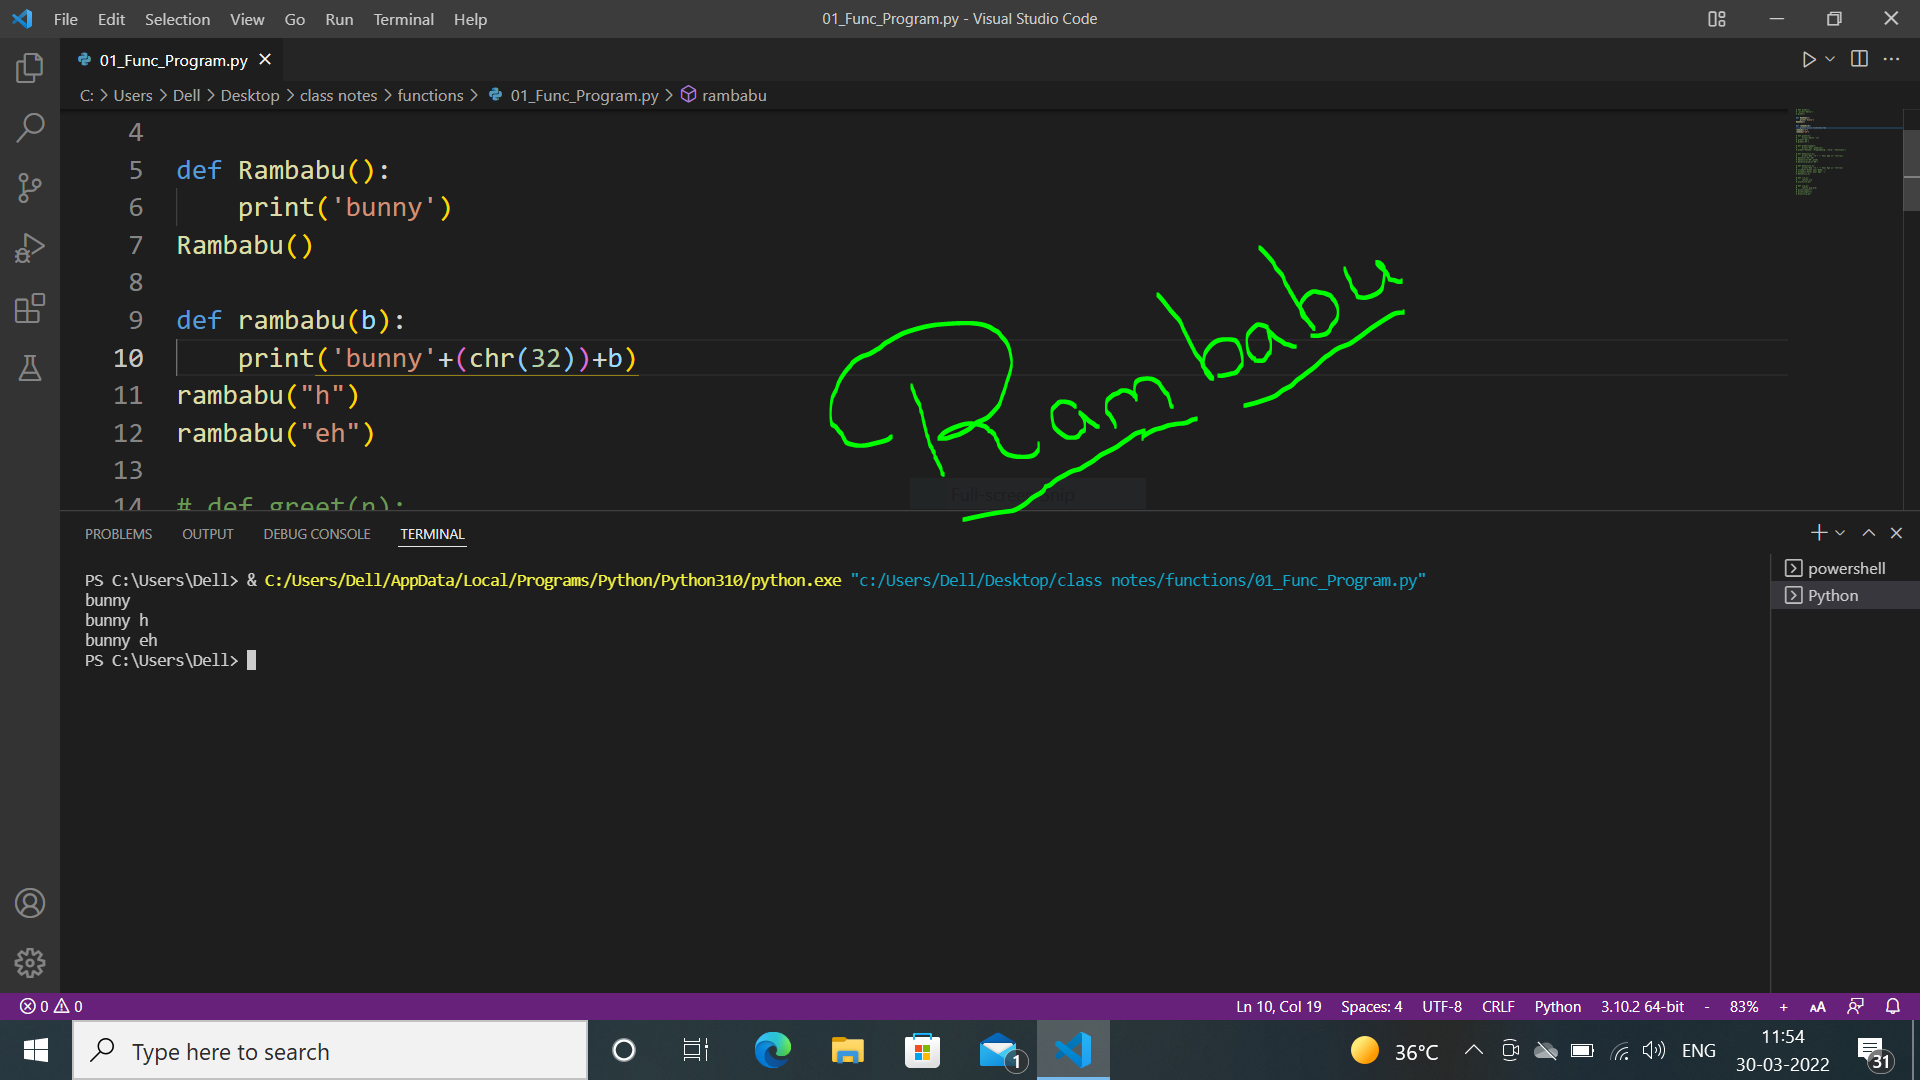 File Edit Selection View Go Run Terminal Help 01_Func_Program.py - Visual Studio Code
01_Func_Program.py
C: > Users > Dell > Desktop > class notes > functions > 01_Func_Program.py > rambabu
4
5 def Rambabu():
6 print('bunny')
7 Rambabu()
8
9 def rambabu(b):
10 print('bunny'+(chr(32))+b)
11 rambabu("h")
12 rambabu("eh")
13
14 # def greet(n):
Rambabu
Full-screen Snip
PROBLEMS OUTPUT DEBUG CONSOLE TERMINAL
PS C:\Users\Dell> & C:/Users/Dell/AppData/Local/Programs/Python/Python310/python.exe "c:/Users/Dell/Desktop/class notes/functions/01_Func_Program.py"
bunny
bunny h
bunny eh
PS C:\Users\Dell>
powershell
Python
0 0 Ln 10, Col 19 Spaces: 4 UTF-8 CRLF Python 3.10.2 64-bit - 83% + AA
Type here to search 1 36°C ENG 11:54 30-03-2022 31